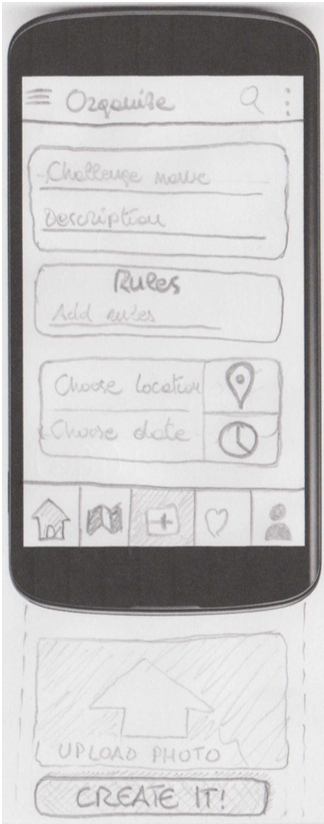 Organise
Challenge name
Description
Rules
Add rules
Choose location
Choose date
UPLOAD PHOTO
CREATE IT!